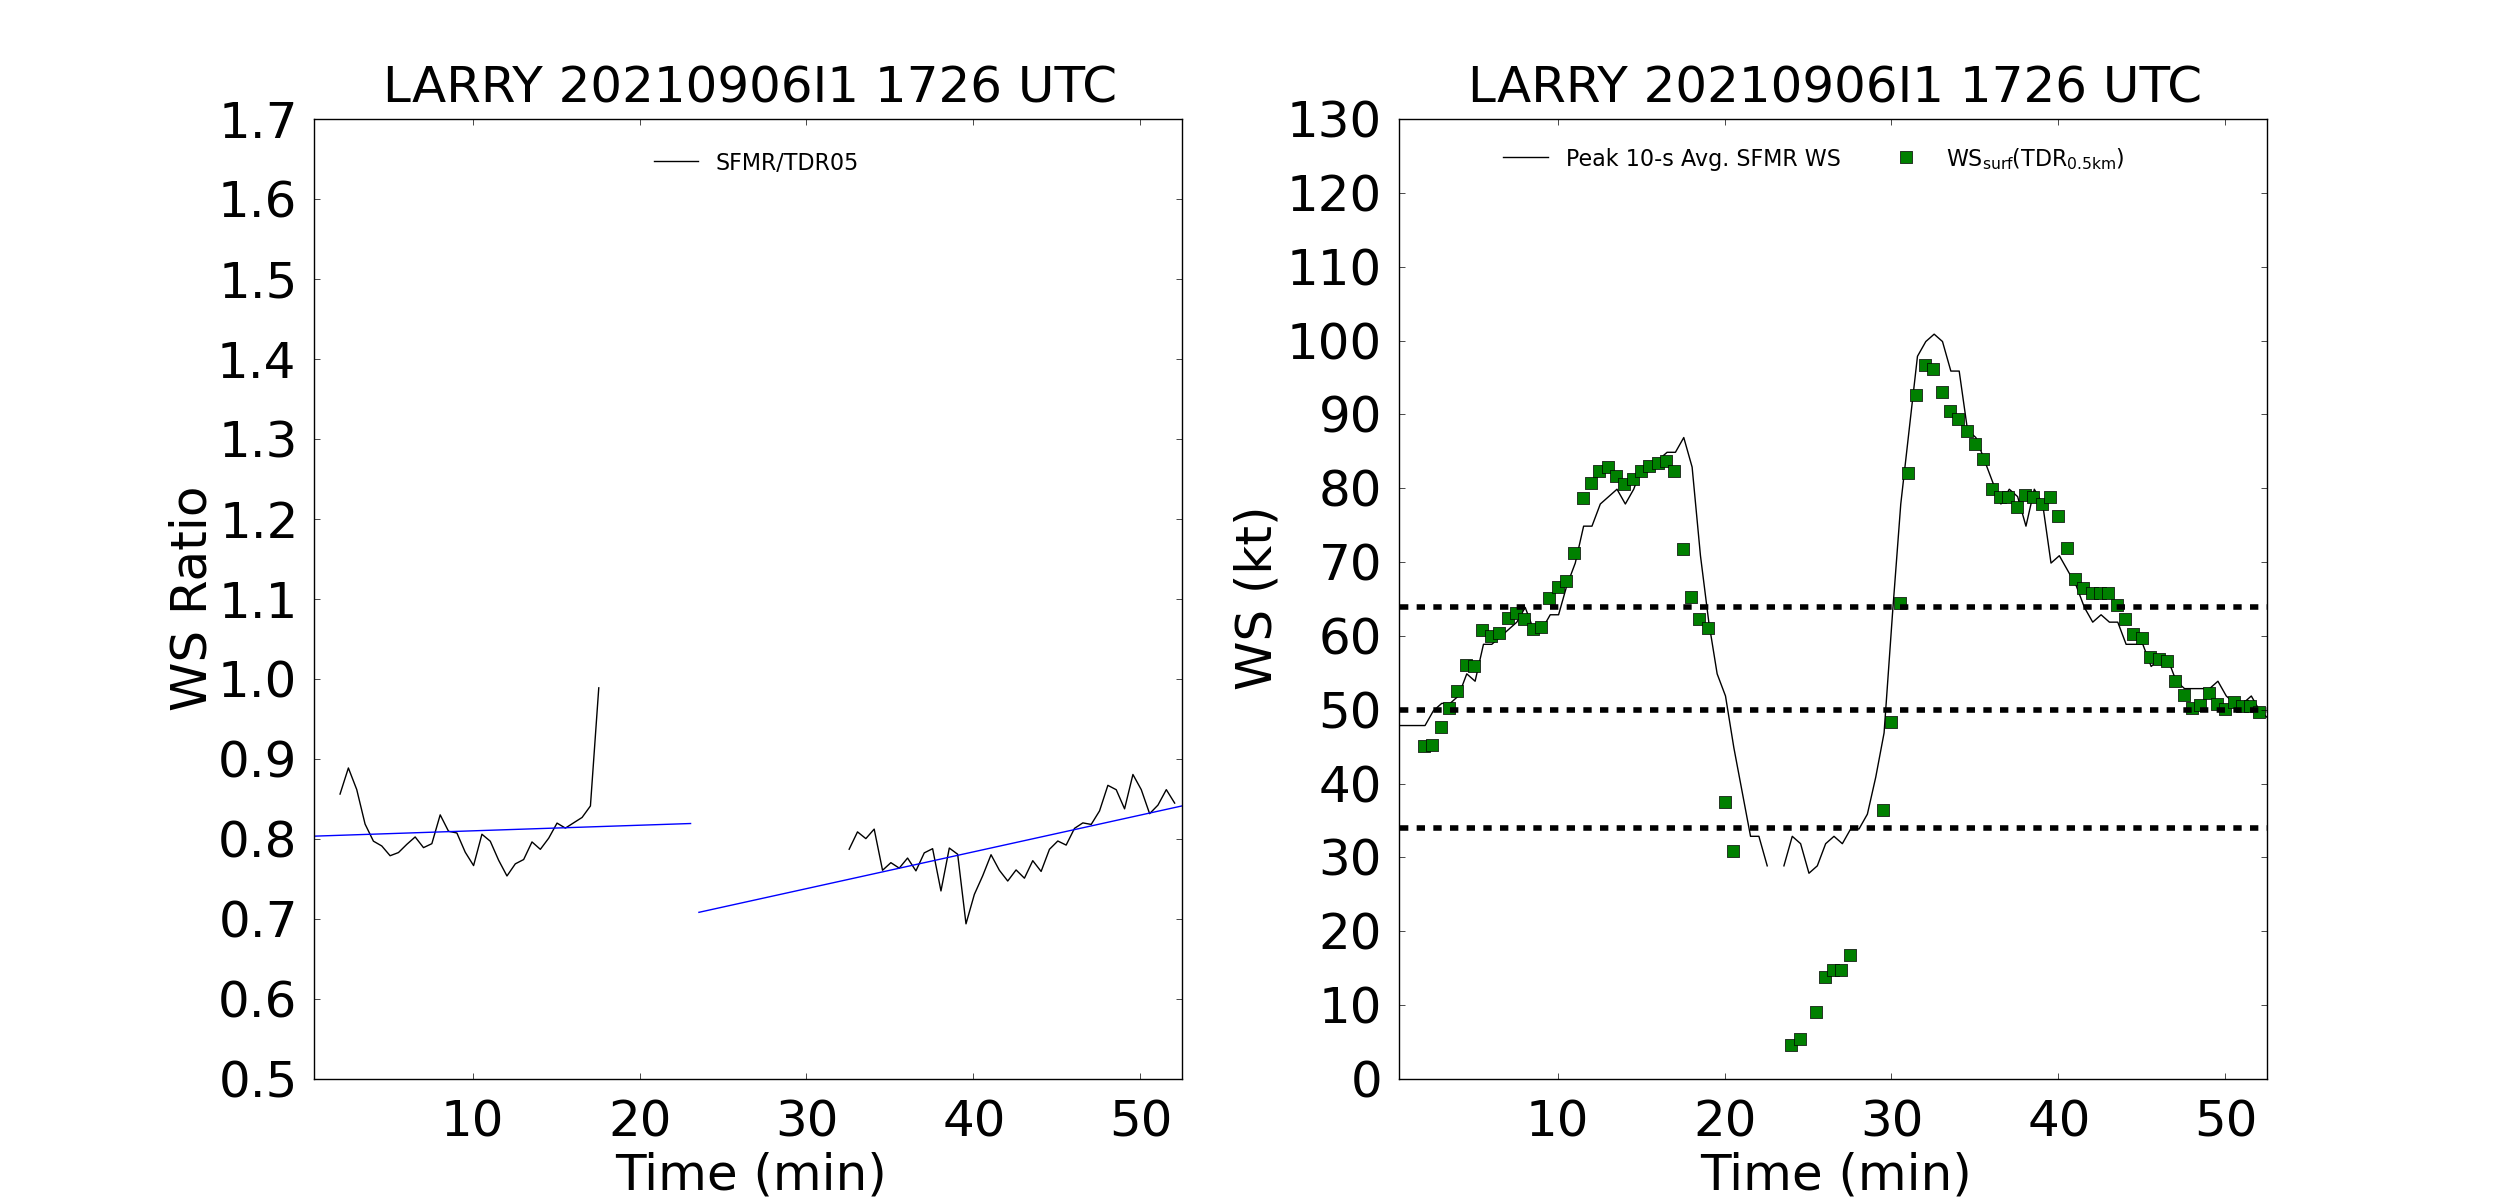 LARRY 20210906I1 1726 UTC
SFMR/TDR05
1.7
1.6
1.5
1.4
1.3
1.2
1.1
1.0
0.9
0.8
0.7
0.6
0.5
WS Ratio
10 20 30 40 50
Time (min)
LARRY 20210906I1 1726 UTC
Peak 10-s Avg. SFMR WS WSsurf(TDR0.5km)
130
120
110
100
90
80
70
60
50
40
30
20
10
0
WS (kt)
10 20 30 40 50
Time (min)